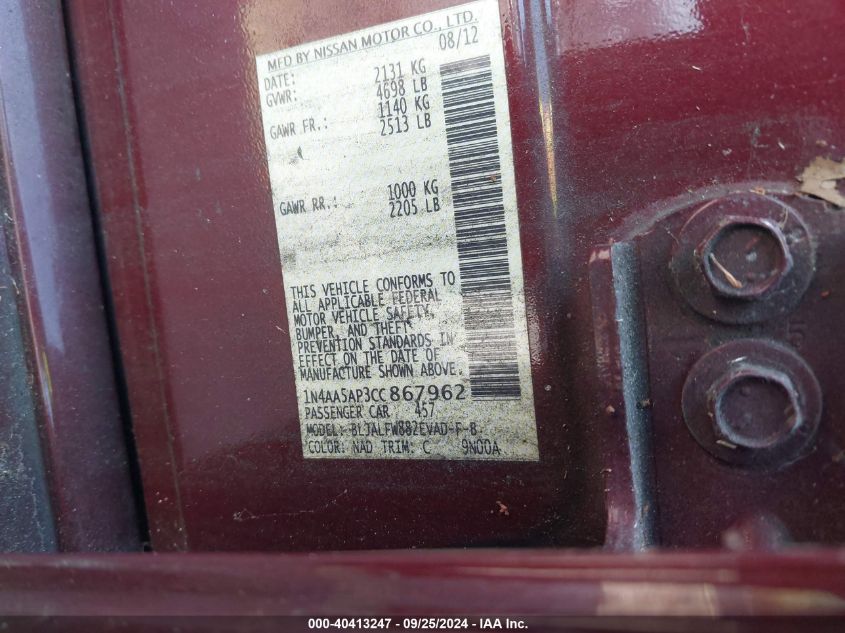 MFD BY NISSAN MOTOR CO., LTD.
DATE: 08/12
GVWR: 2131 KG
4698 LB
GAWR FR.: 1140 KG
2513 LB
GAWR RR.: 1000 KG
2205 LB
THIS VEHICLE CONFORMS TO
ALL APPLICABLE FEDERAL
MOTOR VEHICLE SAFETY,
BUMPER, AND THEFT
PREVENTION STANDARDS IN
EFFECT ON THE DATE OF
MANUFACTURE SHOWN ABOVE.
1N4AA5AP3CC867962
PASSENGER CAR 457
MODEL: BLJALFW882EVAD-F-B
COLOR: NAD TRIM: C 9N00A
000-40413247 - 09/25/2024 - IAA Inc.